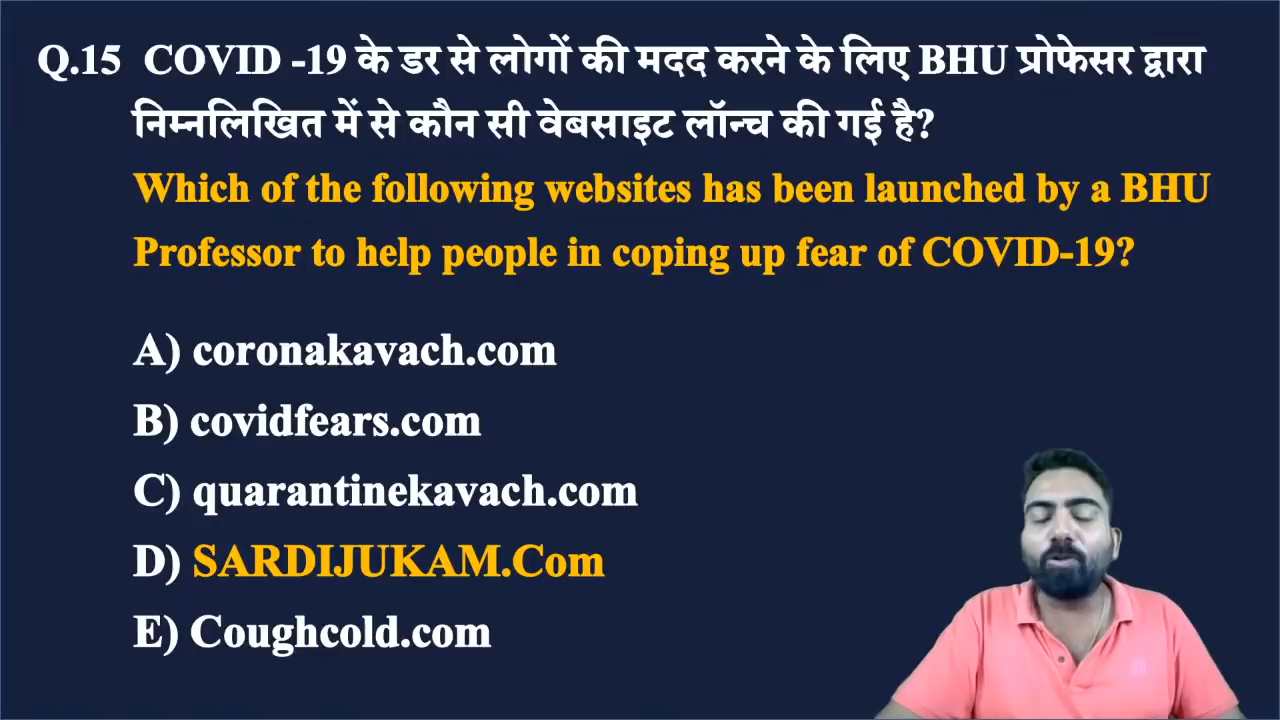 Q.15 COVID -19 के डर से लोगों की मदद करने के लिए BHU प्रोफेसर द्वारा
निम्नलिखित में से कौन सी वेबसाइट लॉन्च की गई है?
Which of the following websites has been launched by a BHU
Professor to help people in coping up fear of COVID-19?
A) coronakavach.com
B) covidfears.com
C) quarantinekavach.com
D) SARDIJUKAM.Com
E) Coughcold.com